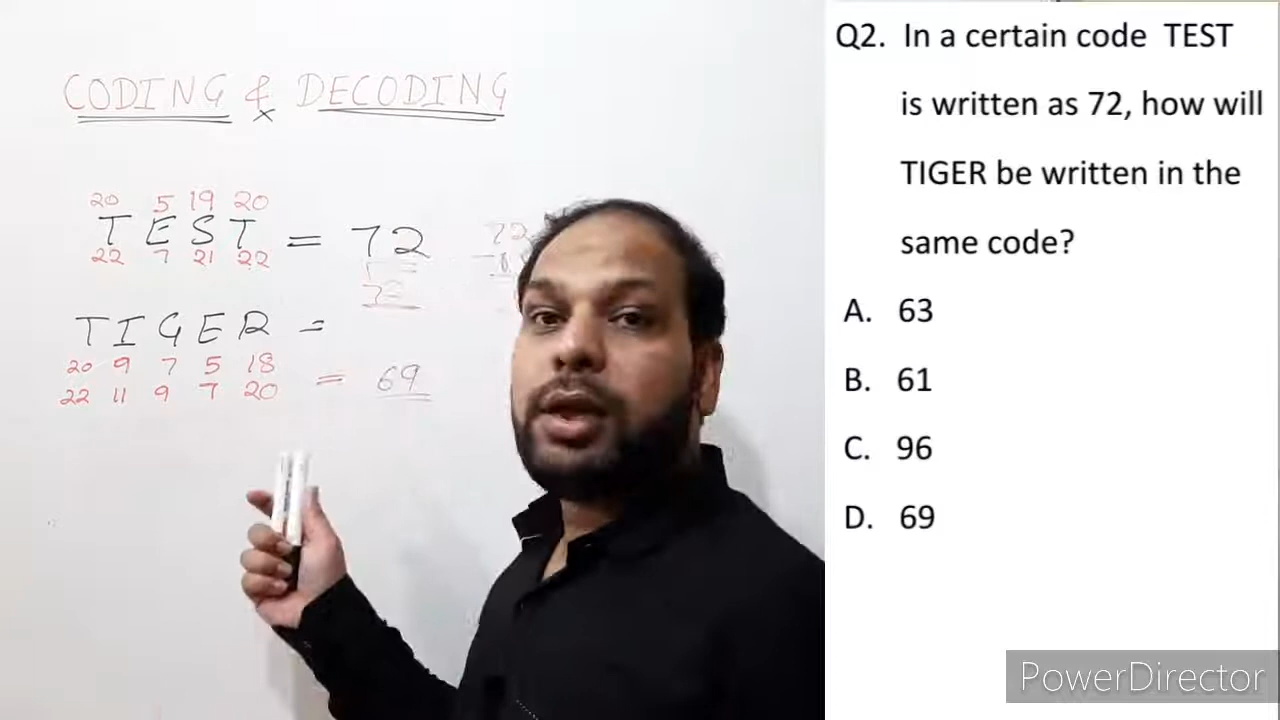 CODING & DECODING
x
20 5 19 20
TEST = 72
22 7 21 22
72
TIGER =
20 9 7 5 18
22 11 9 7 20 = 69
Q2. In a certain code TEST
is written as 72, how will
TIGER be written in the
same code?
A. 63
B. 61
C. 96
D. 69
PowerDirector